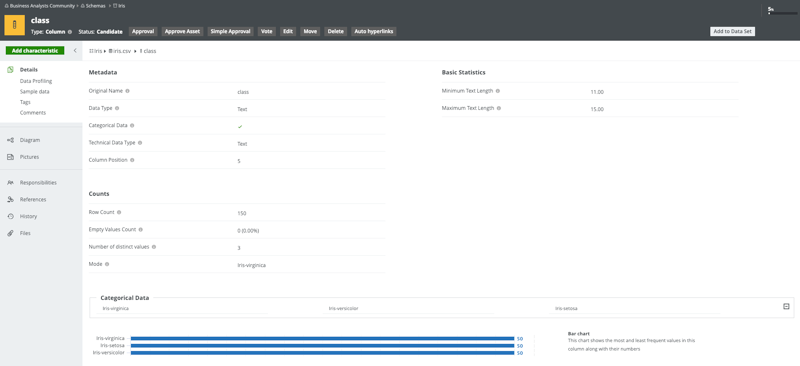 Business Analysts Community > Schemas > Iris
5%
class
Type: Column Status: Candidate
Approval Approve Asset Simple Approval Vote Edit Move Delete Auto hyperlinks
Add to Data Set
Add characteristic
Details
Data Profiling
Sample data
Tags
Comments
Diagram
Pictures
Responsibilities
References
History
Files
Iris iris.csv class
Metadata
Original Name class
Data Type Text
Categorical Data
Technical Data Type Text
Column Position 5
Basic Statistics
Minimum Text Length 11.00
Maximum Text Length 15.00
Counts
Row Count 150
Empty Values Count 0 (0.00%)
Number of distinct values 3
Mode Iris-virginica
Categorical Data
Iris-virginica Iris-versicolor Iris-setosa
Iris-virginica 50
Iris-setosa 50
Iris-versicolor 50
Bar chart
This chart shows the most and least frequent values in this
column along with their numbers